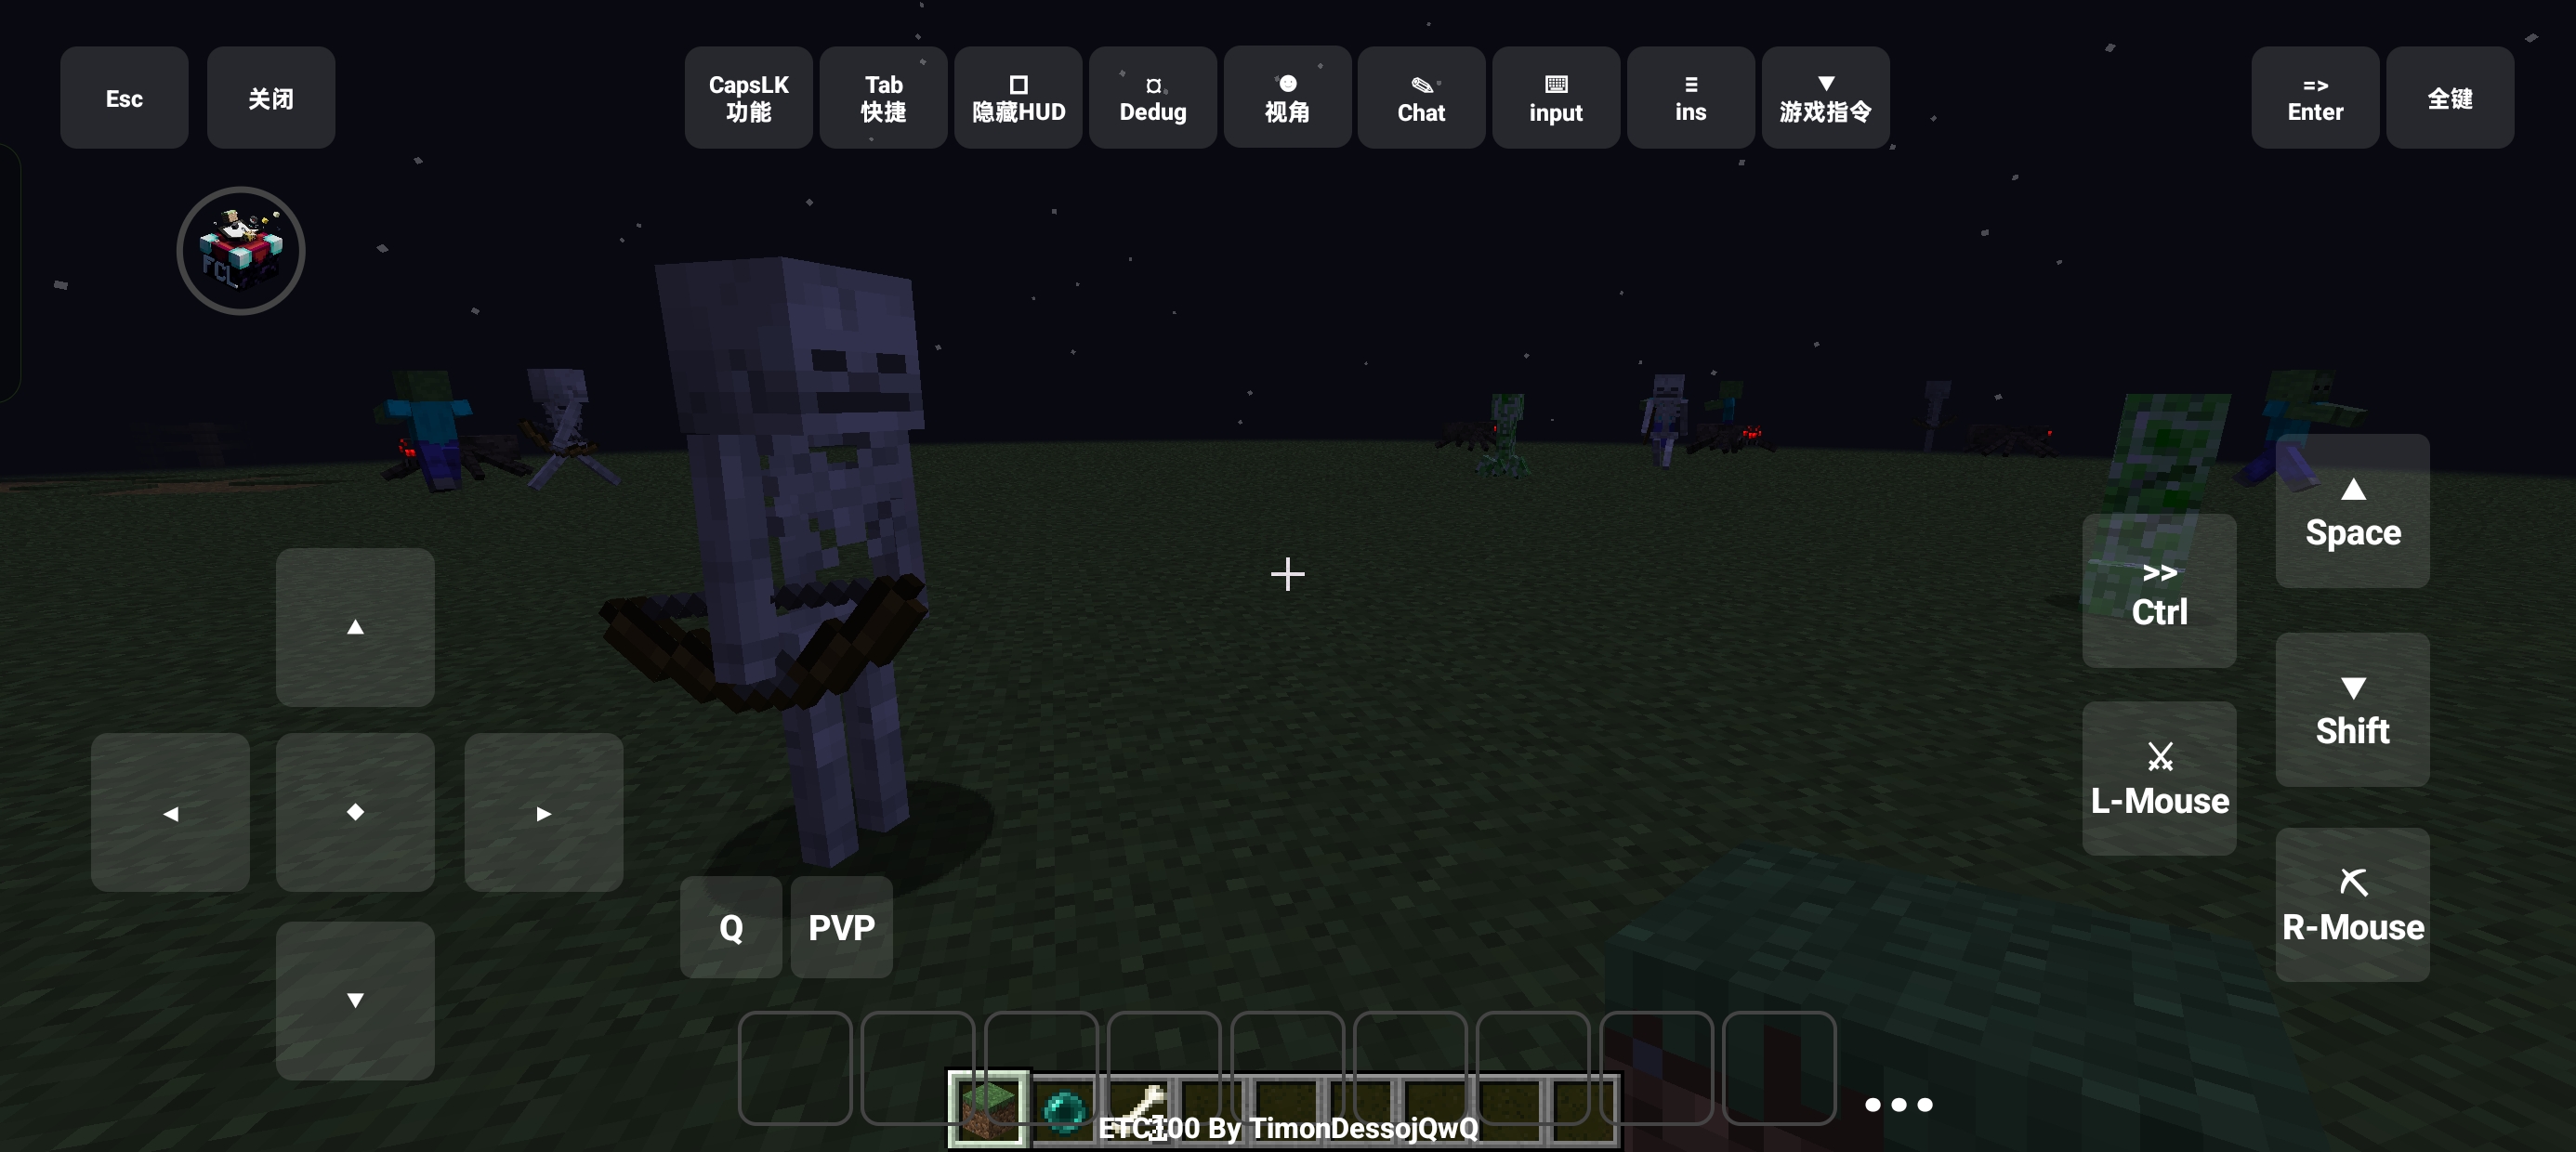 Esc
关闭
CapsLK
功能
Tab
快捷
隐藏HUD
Dedug
视角
Chat
input
ins
游戏指令
=>
Enter
全键
FCL
Space
>>
Ctrl
Shift
L-Mouse
R-Mouse
Q
PVP
EFC100 By TimonDessojQwQ